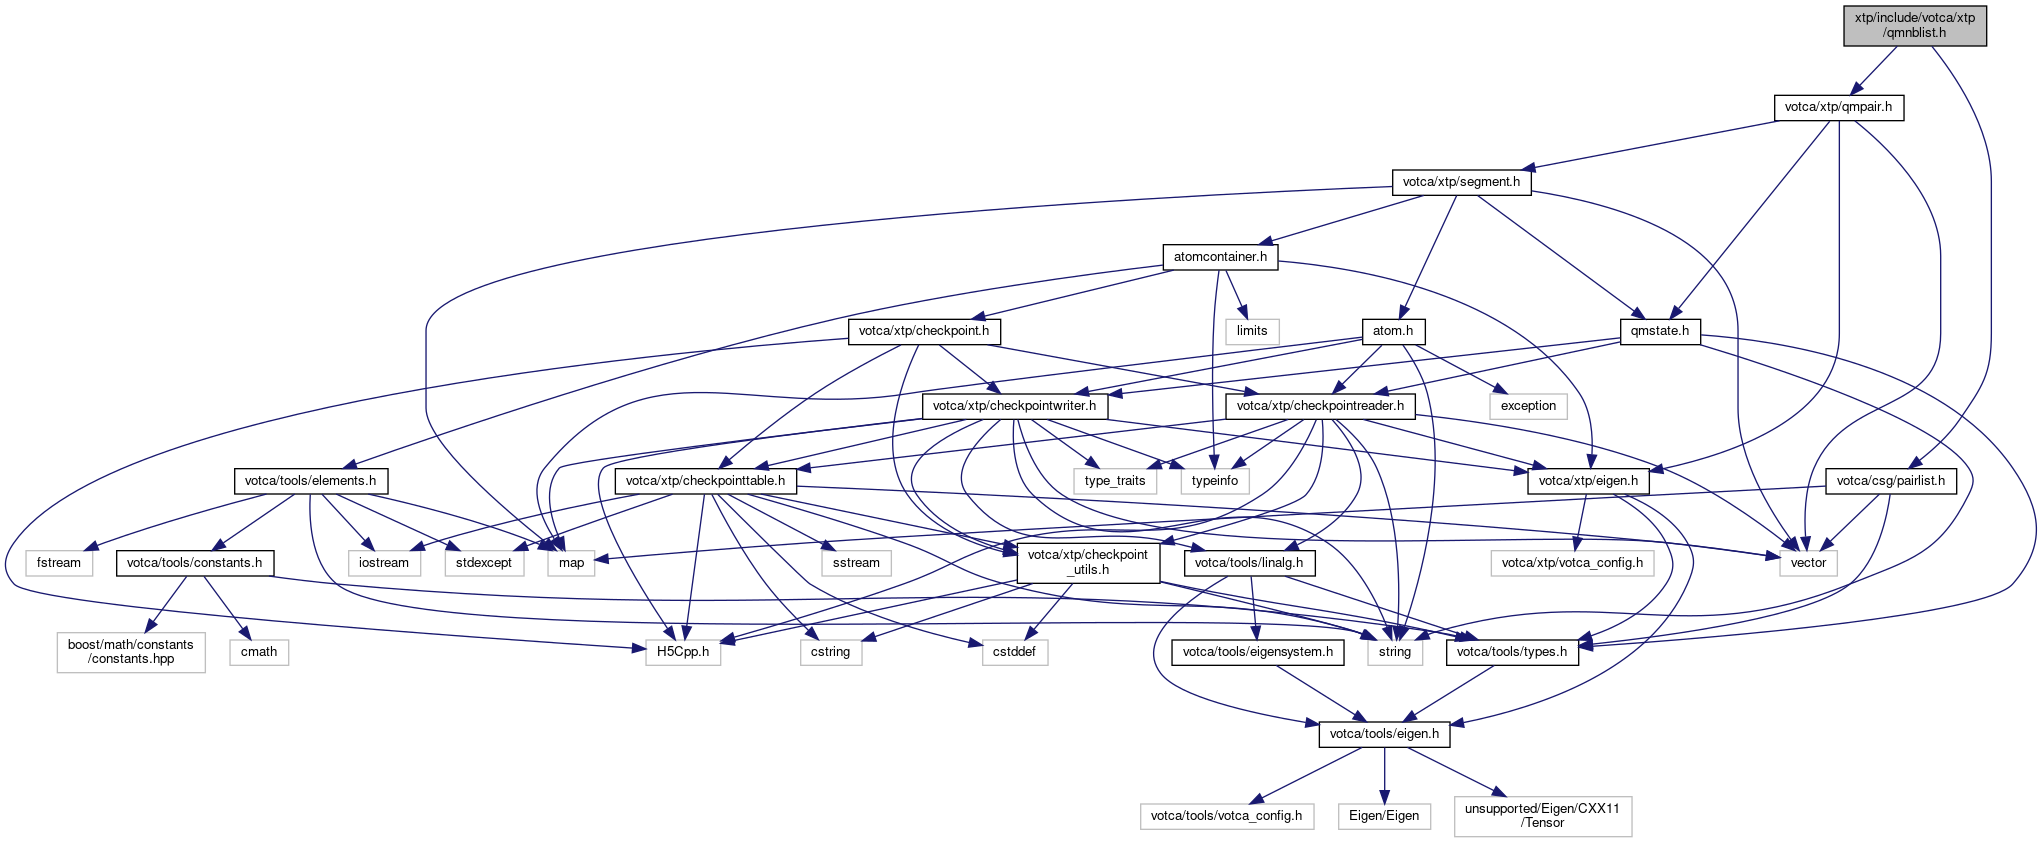 xtp/include/votca/xtp
/qmnblist.h
votca/xtp/qmpair.h
votca/xtp/segment.h
atomcontainer.h
votca/xtp/checkpoint.h
limits
atom.h
qmstate.h
votca/xtp/checkpointwriter.h
votca/xtp/checkpointreader.h
exception
votca/tools/elements.h
votca/xtp/checkpointtable.h
type_traits
typeinfo
votca/xtp/eigen.h
votca/csg/pairlist.h
fstream
votca/tools/constants.h
iostream
stdexcept
map
sstream
votca/xtp/checkpoint
_utils.h
votca/tools/linalg.h
votca/xtp/votca_config.h
vector
boost/math/constants
/constants.hpp
cmath
H5Cpp.h
cstring
cstddef
votca/tools/eigensystem.h
string
votca/tools/types.h
votca/tools/eigen.h
votca/tools/votca_config.h
Eigen/Eigen
unsupported/Eigen/CXX11
/Tensor